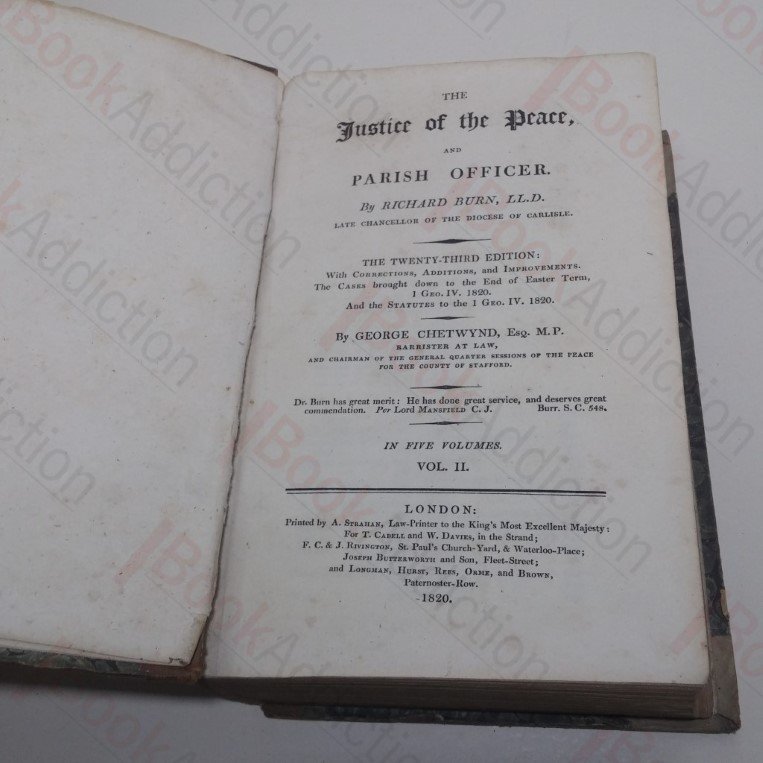 THE
Justice of the Peace,
AND
PARISH OFFICER.
By RICHARD BURN, LL.D.
LATE CHANCELLOR OF THE DIOCESE OF CARLISLE.
THE TWENTY-THIRD EDITION:
With CORRECTIONS, ADDITIONS, and IMPROVEMENTS.
The CASES brought down to the End of Easter Term,
1 GEO. IV. 1820.
And the STATUTES to the 1 GEO. IV. 1820.
By GEORGE CHETWYND, ESQ. M.P.
BARRISTER AT LAW,
AND CHAIRMAN OF THE GENERAL QUARTER SESSIONS OF THE PEACE
FOR THE COUNTY OF STAFFORD.
Dr. Burn has great merit: He has done great service, and deserves great
commendation. Per Lord MANSFIELD C. J. Burr. S. C. 548.
IN FIVE VOLUMES.
VOL. II.
LONDON:
Printed by A. STRAHAN, Law-Printer to the King's Most Excellent Majesty:
For T. CADELL and W. DAVIES, in the Strand;
F. C. & J. RIVINGTON, St. Paul's Church-Yard, & Waterloo-Place;
JOSEPH BUTTERWORTH and SON, Fleet-Street;
and LONGMAN, HURST, REES, ORME, and BROWN,
Paternoster-Row.
1820.
Book Addiction